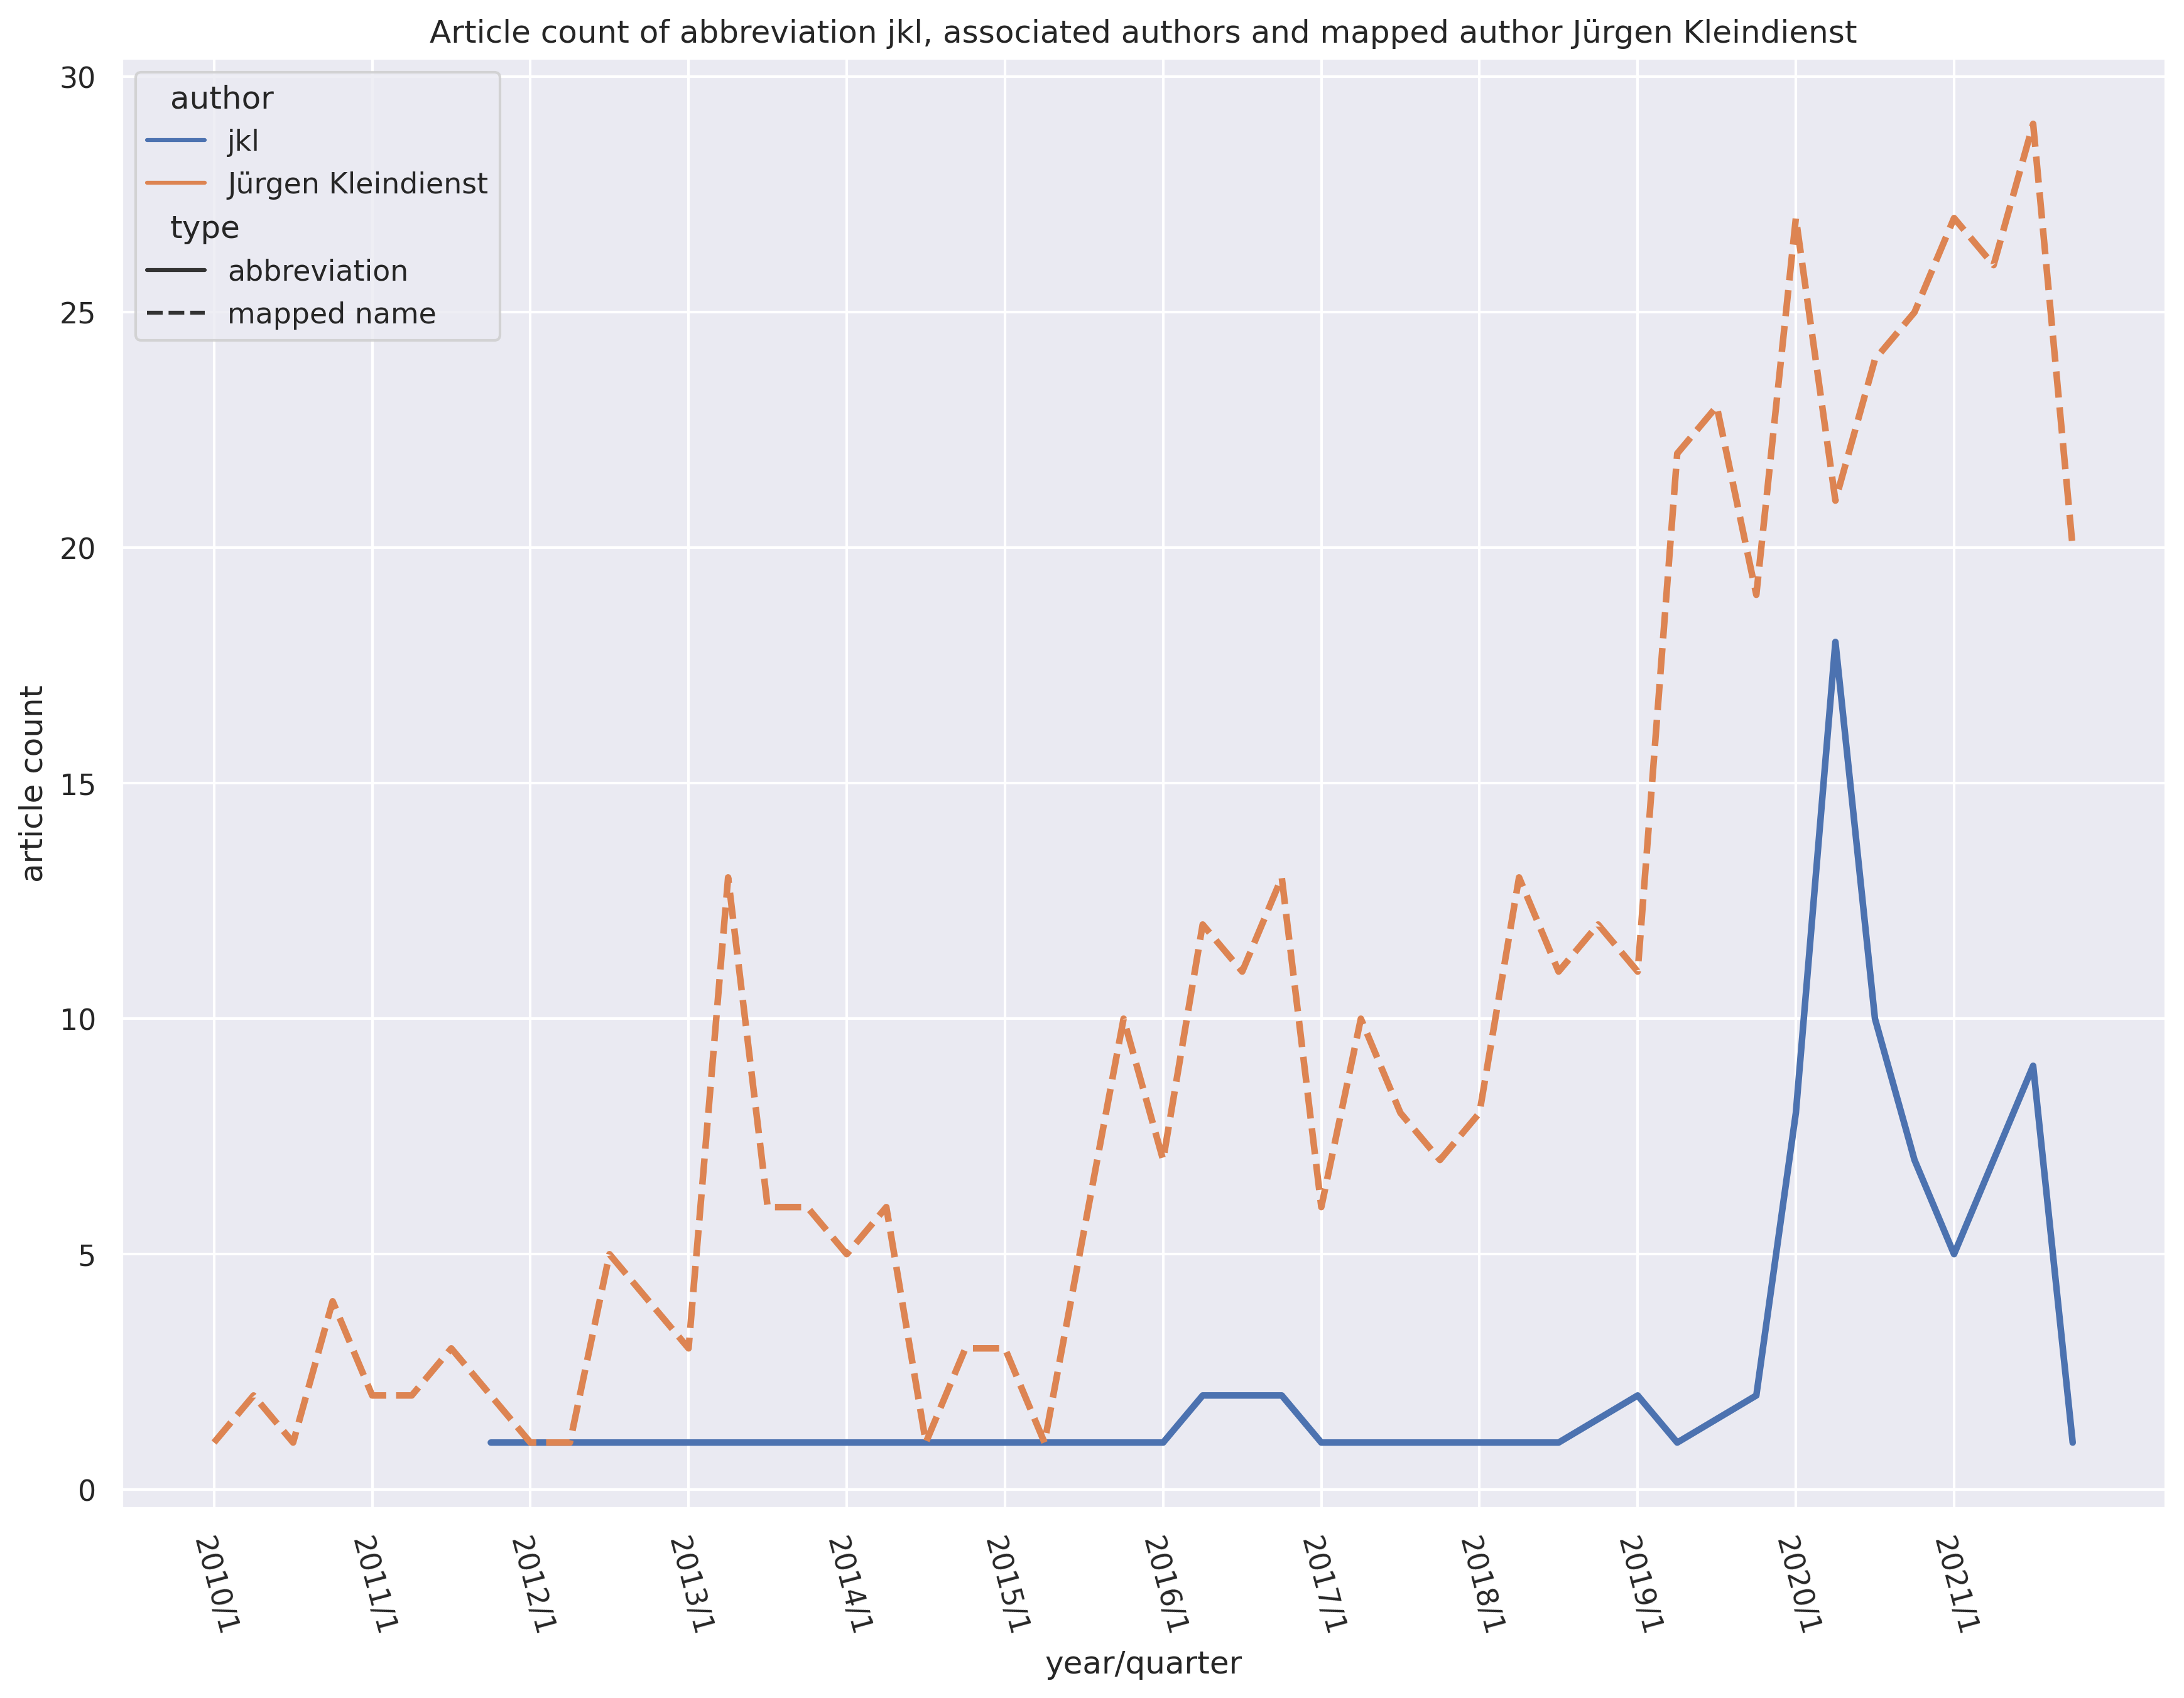 Article count of abbreviation jkl, associated authors and mapped author Jürgen Kleindienst
author
jkl
Jürgen Kleindienst
type
abbreviation
mapped name
30
25
20
15
10
5
0
article count
2010/1
2011/1
2012/1
2013/1
2014/1
2015/1
2016/1
2017/1
2018/1
2019/1
2020/1
2021/1
year/quarter